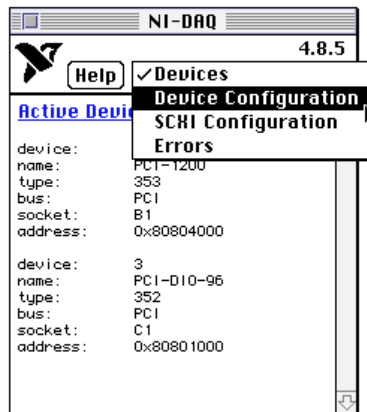 NI-DAQ
4.8.5
Help
✓Devices
Device Configuration
SCXI Configuration
Errors
Active Devi
device:
name: PCI-1200
type: 353
bus: PCI
socket: B1
address: 0x80804000
device: 3
name: PCI-DIO-96
type: 352
bus: PCI
socket: C1
address: 0x80801000